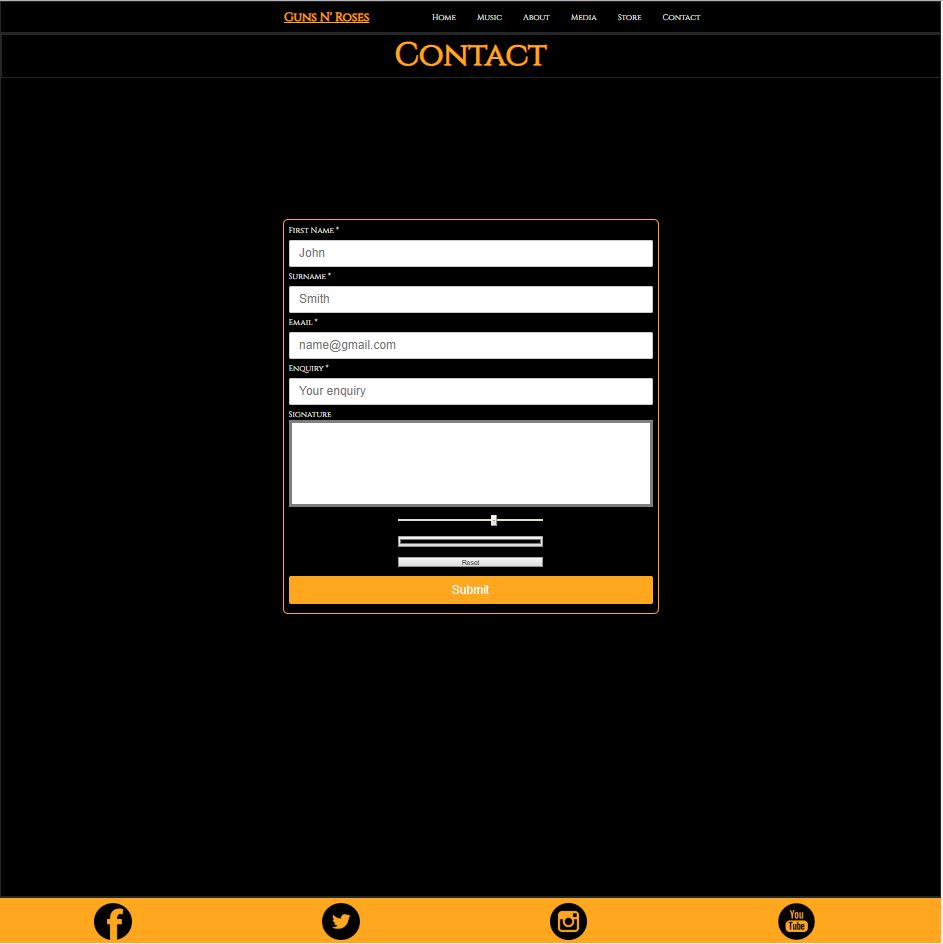 Guns N' Roses Home Music About Media Store Contact
Contact
First Name *
John
Surname *
Smith
Email *
name@gmail.com
Enquiry *
Your enquiry
Signature
Reset
Submit
You
Tube